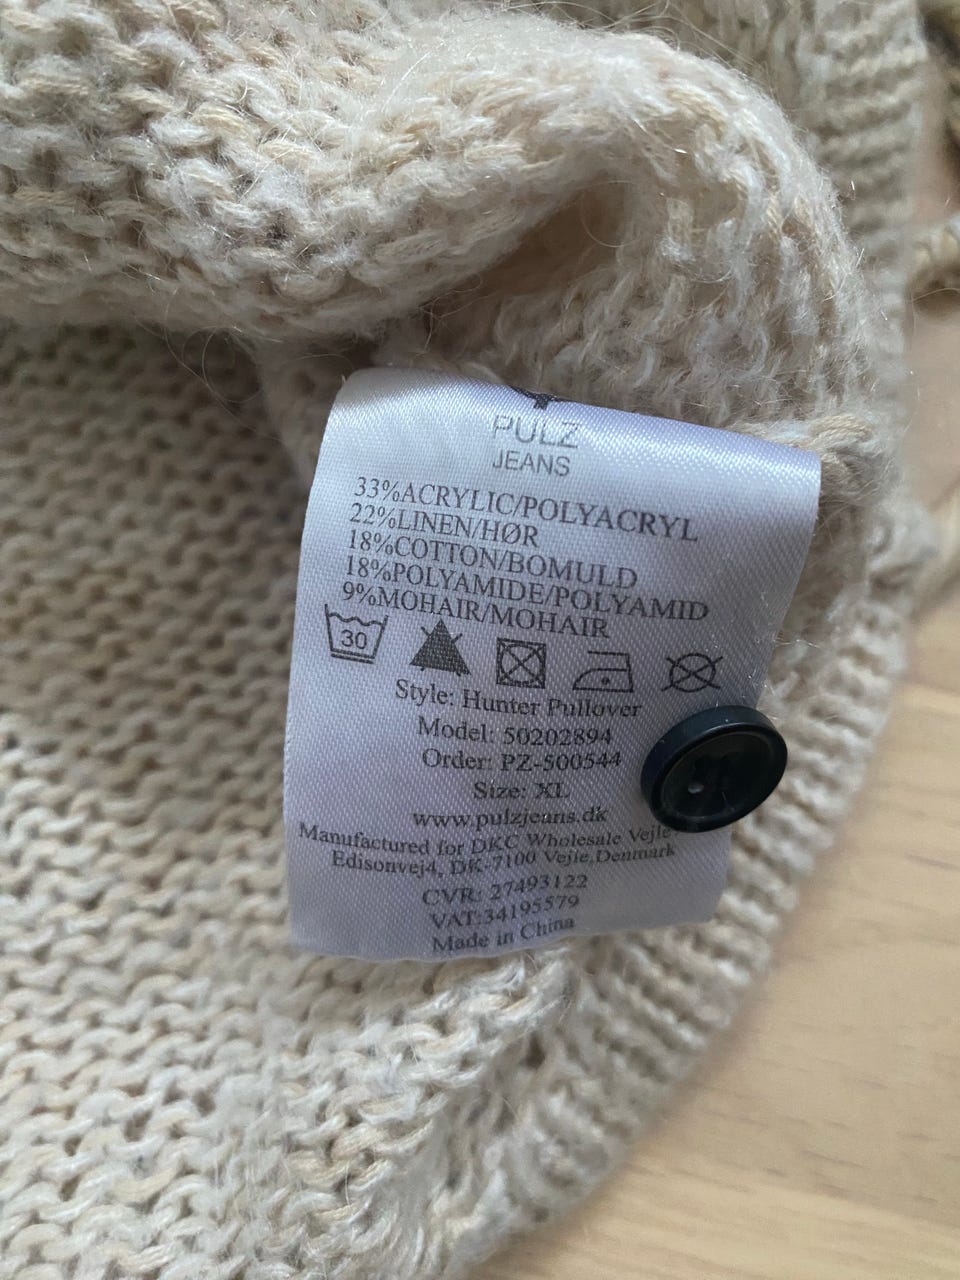 PULZ
JEANS
33%ACRYLIC/POLYACRYL
22%LINEN/HØR
18%COTTON/BOMULD
18%POLYAMIDE/POLYAMID
9%MOHAIR/MOHAIR
30
Style: Hunter Pullover
Model: 50202894
Order: PZ-500544
Size: XL
www.pulzjeans.dk
Manufactured for DKC Wholesale Vejle,
Edisonvej4, DK-7100 Vejle,Denmark
CVR: 27493122
VAT:34195579
Made in China